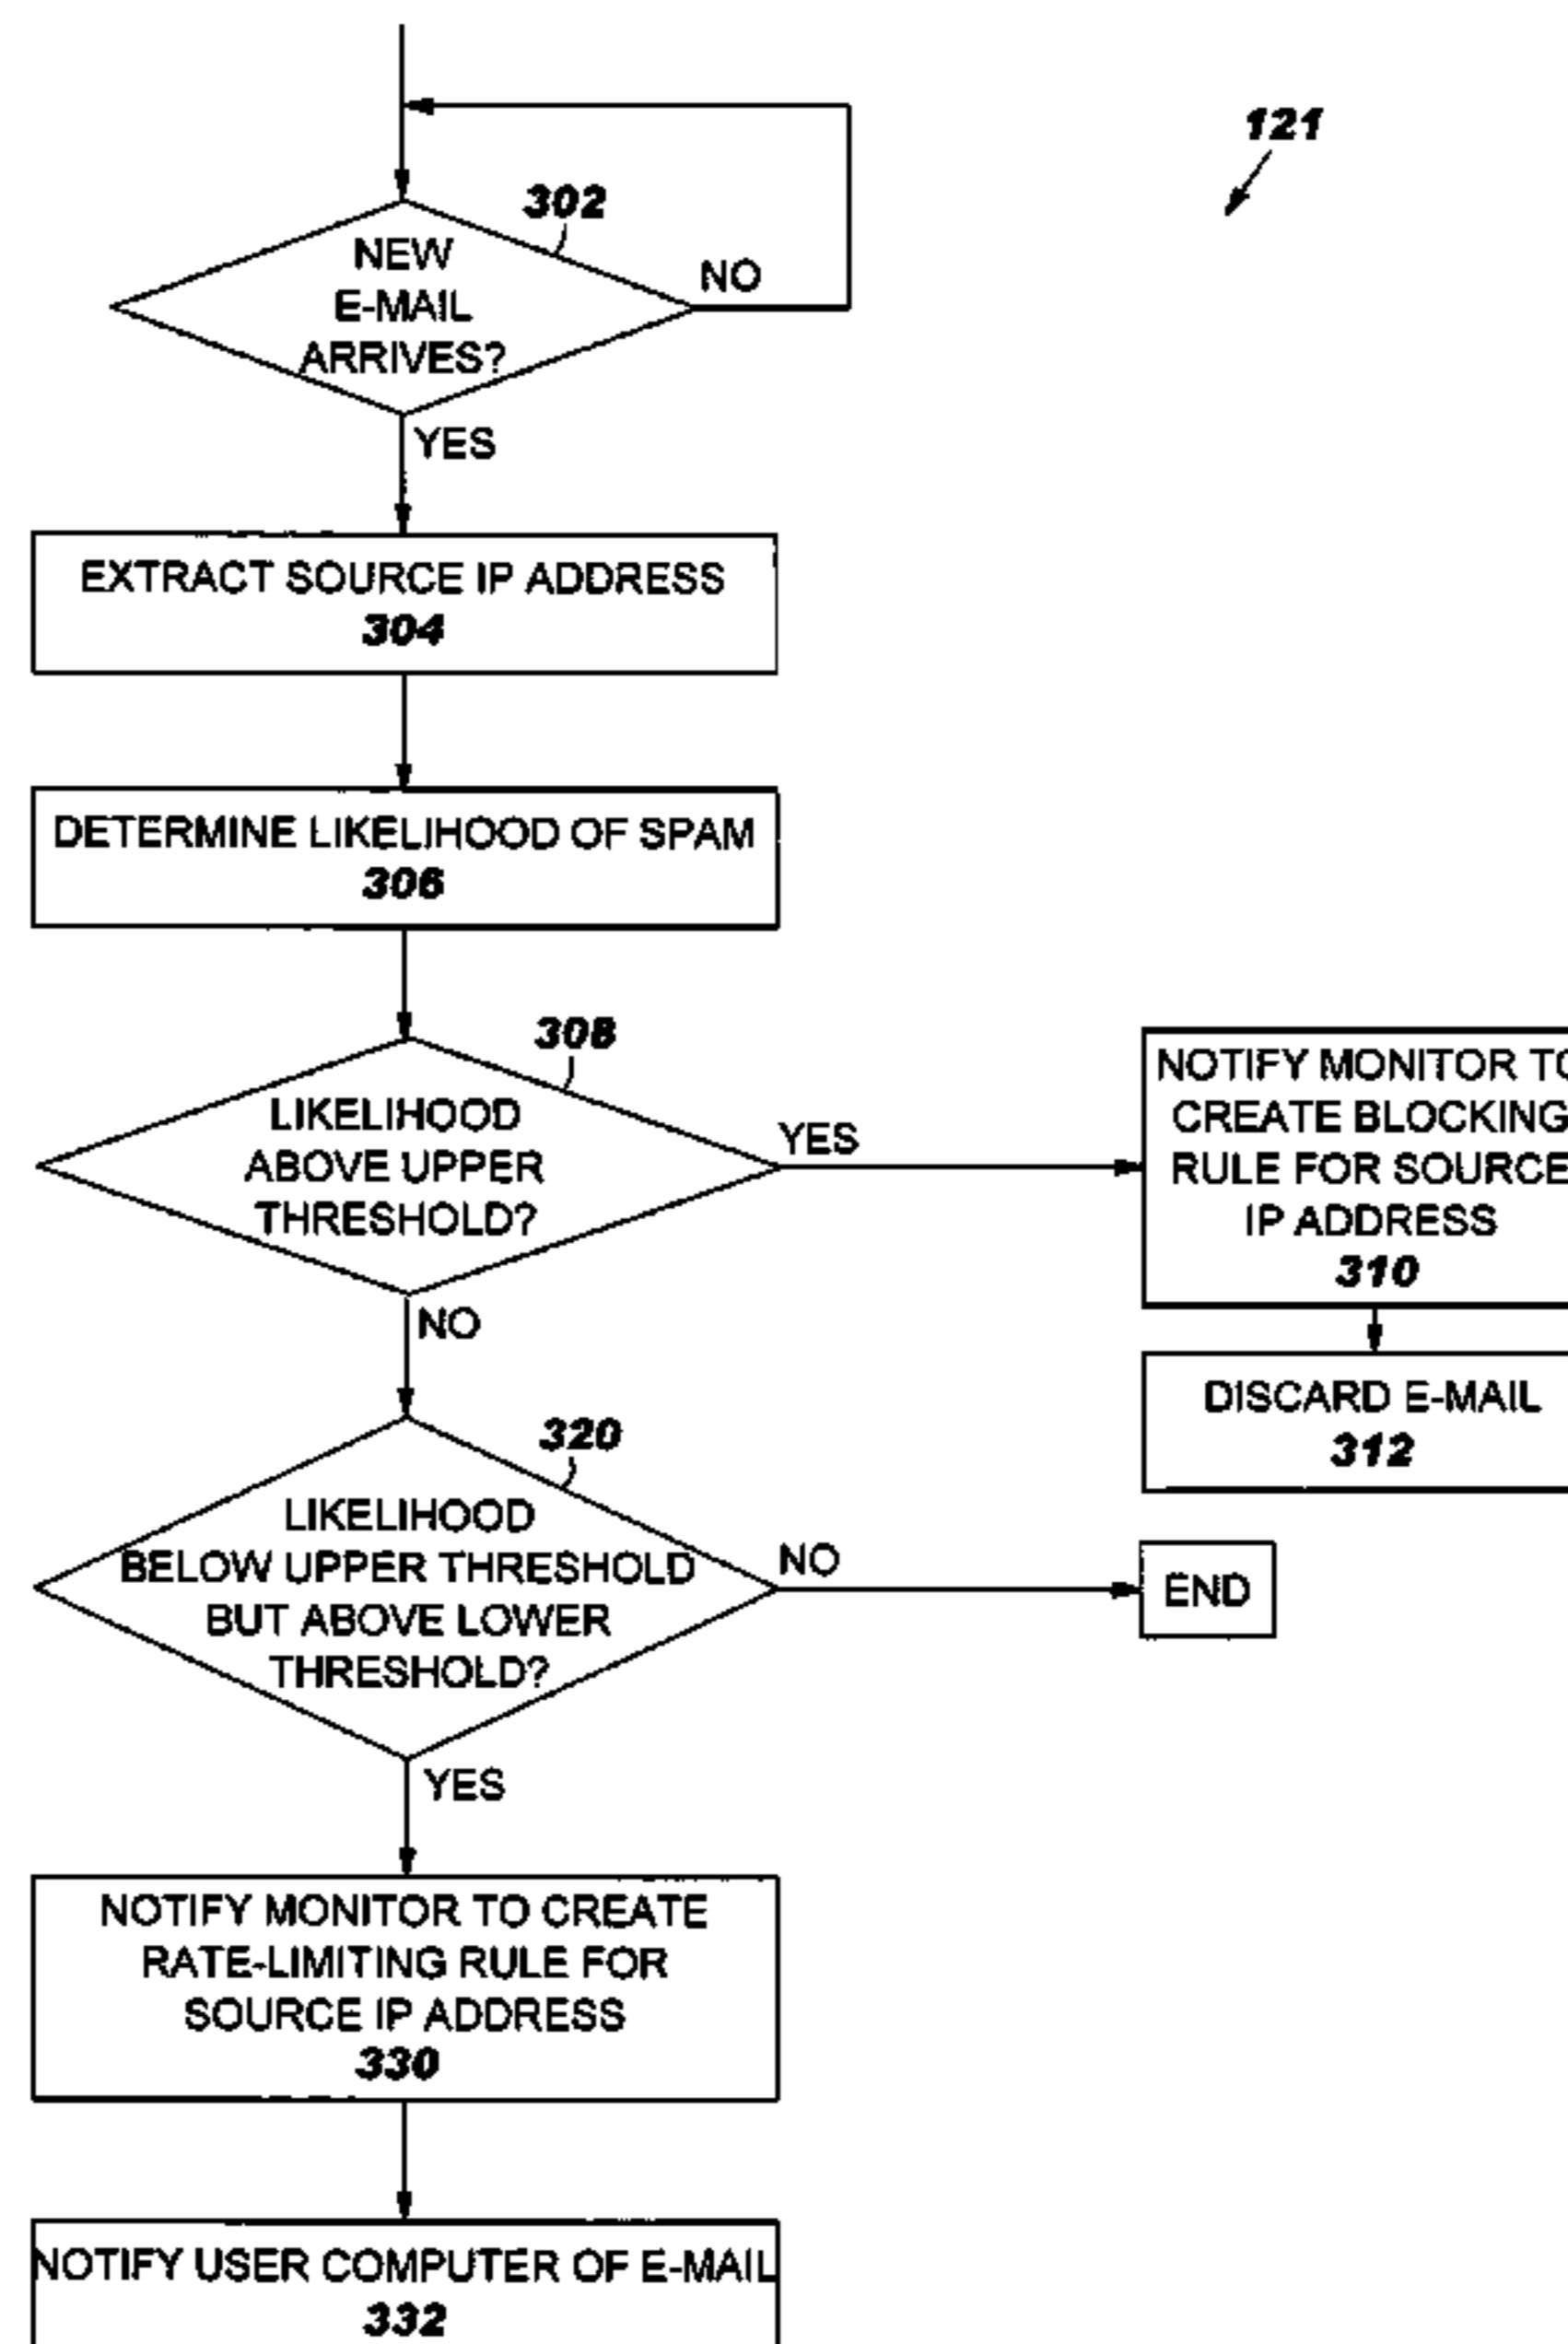 121
302
NEW
E-MAIL
ARRIVES?
NO
YES
EXTRACT SOURCE IP ADDRESS
304
DETERMINE LIKELIHOOD OF SPAM
306
308
LIKELIHOOD
ABOVE UPPER
THRESHOLD?
YES
NOTIFY MONITOR TO
CREATE BLOCKING
RULE FOR SOURCE
IP ADDRESS
310
NO
DISCARD E-MAIL
312
320
LIKELIHOOD
BELOW UPPER THRESHOLD
BUT ABOVE LOWER
THRESHOLD?
NO
END
YES
NOTIFY MONITOR TO CREATE
RATE-LIMITING RULE FOR
SOURCE IP ADDRESS
330
NOTIFY USER COMPUTER OF E-MAIL
332